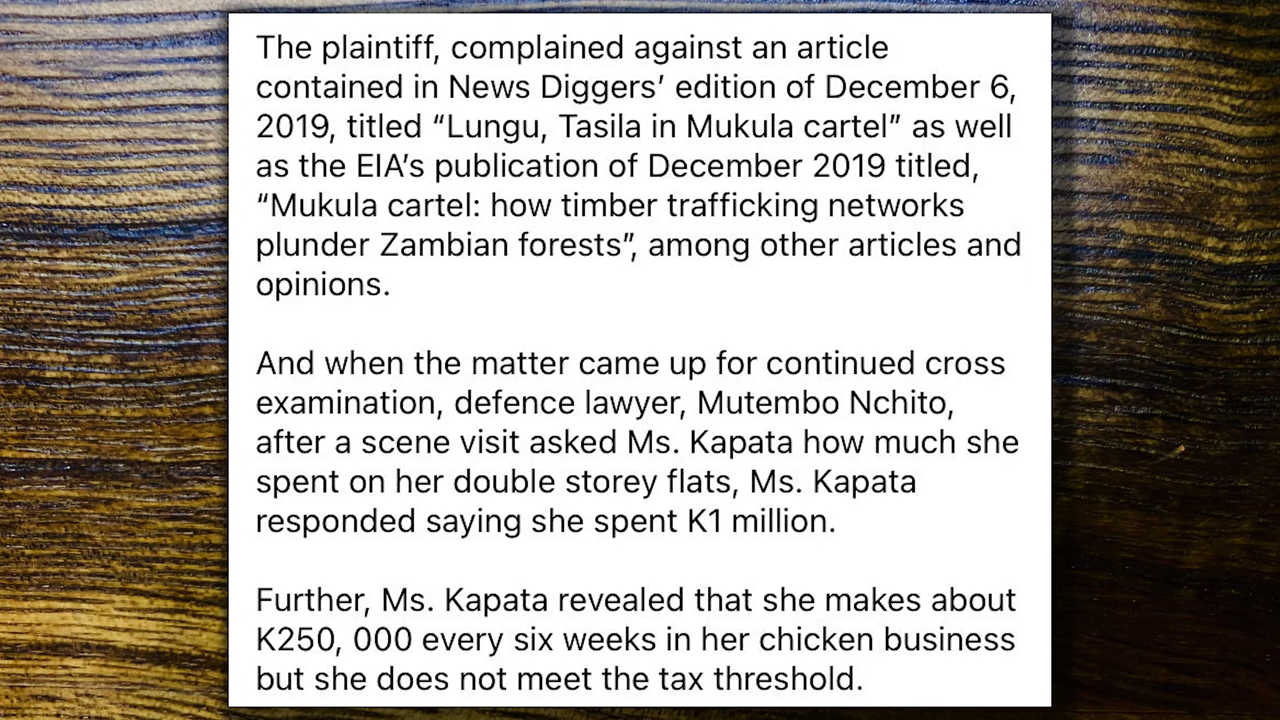 The plaintiff, complained against an article
contained in News Diggers’ edition of December 6,
2019, titled “Lungu, Tasila in Mukula cartel” as well
as the EIA’s publication of December 2019 titled,
“Mukula cartel: how timber trafficking networks
plunder Zambian forests”, among other articles and
opinions.
And when the matter came up for continued cross
examination, defence lawyer, Mutembo Nchito,
after a scene visit asked Ms. Kapata how much she
spent on her double storey flats, Ms. Kapata
responded saying she spent K1 million.
Further, Ms. Kapata revealed that she makes about
K250, 000 every six weeks in her chicken business
but she does not meet the tax threshold.